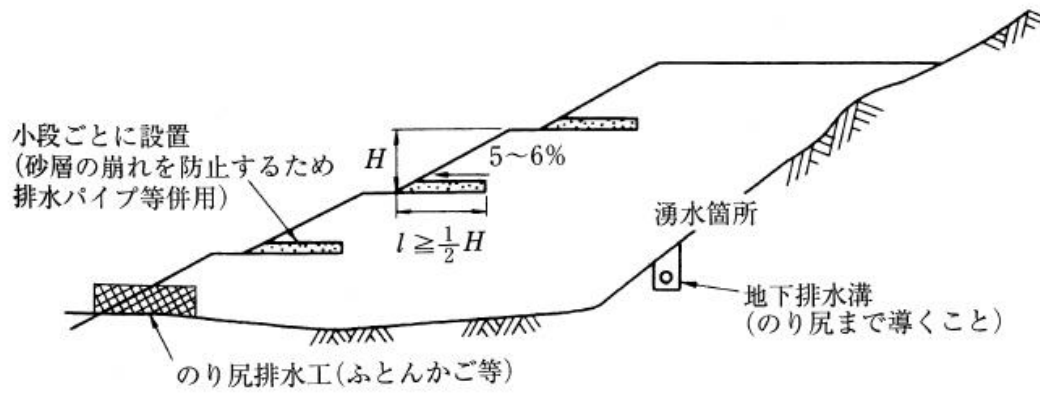 小段ごとに設置
(砂層の崩れを防止するため
排水パイプ等併用)
H
5～6%
l≧1/2H
湧水箇所
地下排水溝
(のり尻まで導くこと)
のり尻排水工(ふとんかご等)